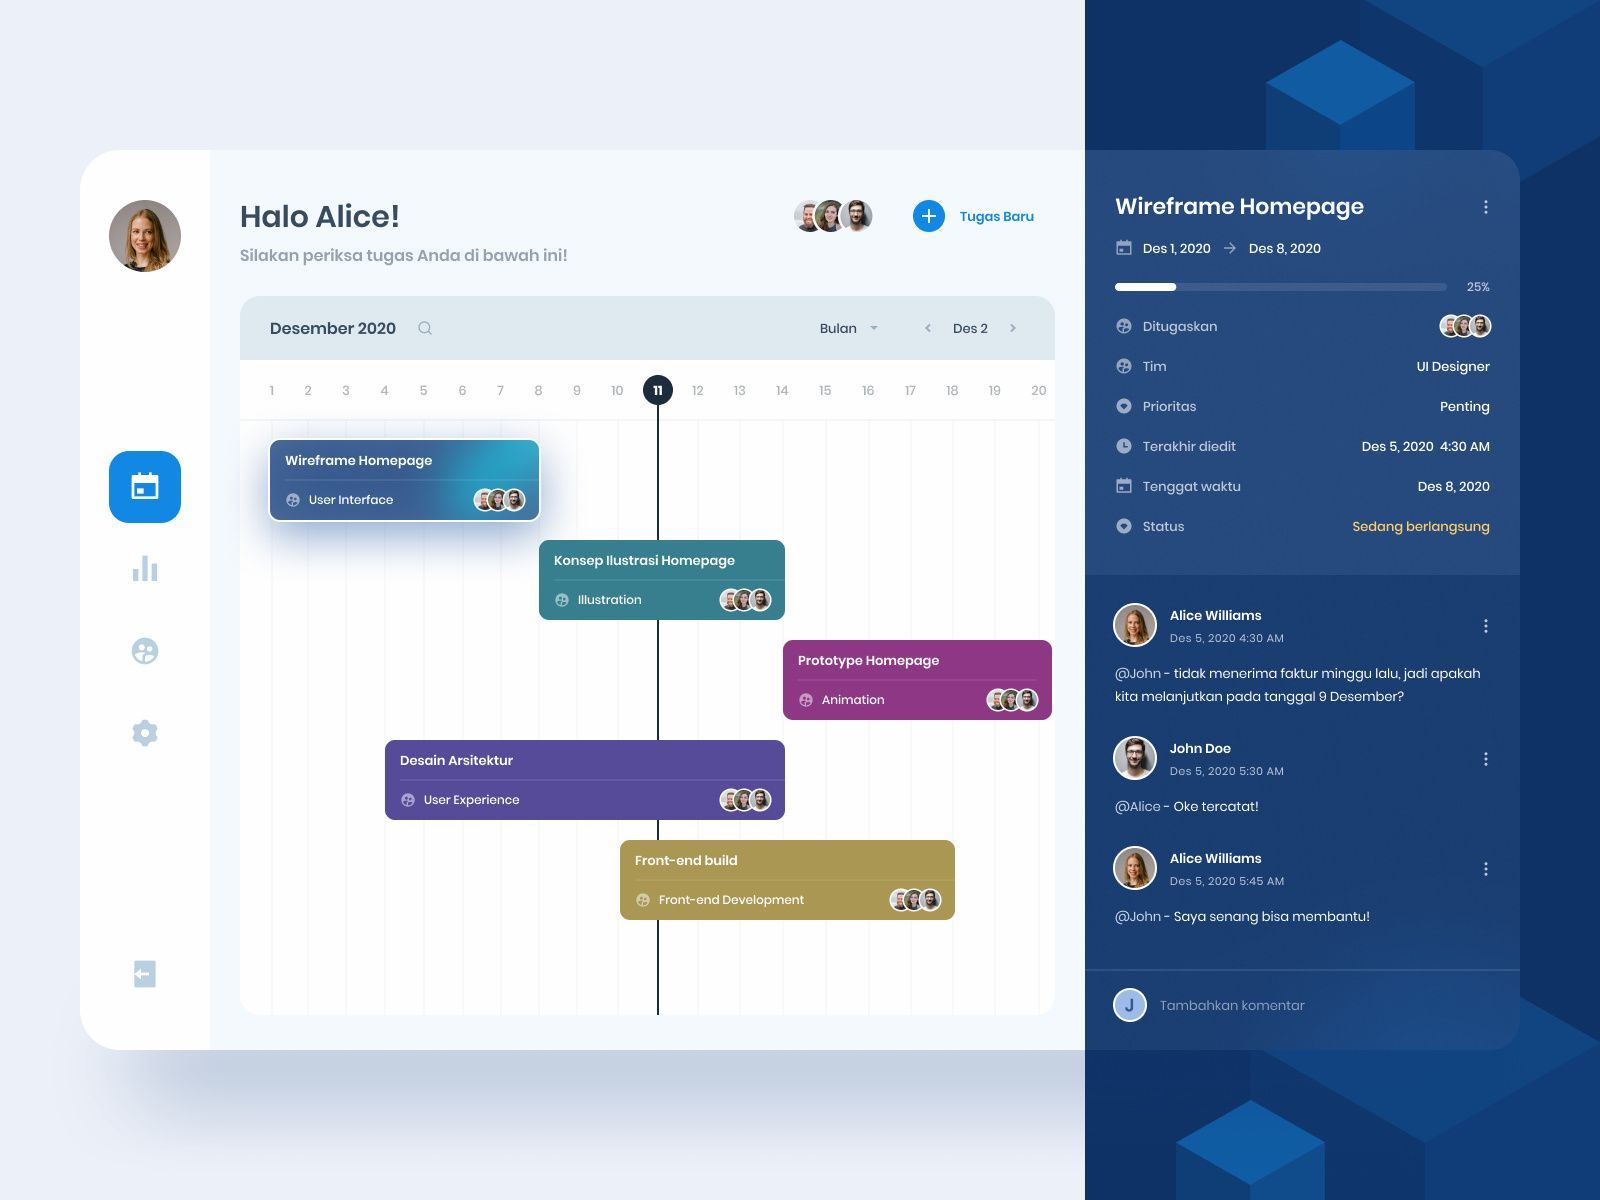 Halo Alice!
Silakan periksa tugas Anda di bawah ini!
Tugas Baru
Desember 2020
Bulan
Des 2
1 2 3 4 5 6 7 8 9 10 11 12 13 14 15 16 17 18 19 20
Wireframe Homepage
User Interface
Konsep Ilustrasi Homepage
Illustration
Prototype Homepage
Animation
Desain Arsitektur
User Experience
Front-end build
Front-end Development
Wireframe Homepage
Des 1, 2020 → Des 8, 2020
25%
Ditugaskan
Tim UI Designer
Prioritas Penting
Terakhir diedit Des 5, 2020 4:30 AM
Tenggat waktu Des 8, 2020
Status Sedang berlangsung
Alice Williams
Des 5, 2020 4:30 AM
@John - tidak menerima faktur minggu lalu, jadi apakah
kita melanjutkan pada tanggal 9 Desember?
John Doe
Des 5, 2020 5:30 AM
@Alice - Oke tercatat!
Alice Williams
Des 5, 2020 5:45 AM
@John - Saya senang bisa membantu!
J Tambahkan komentar